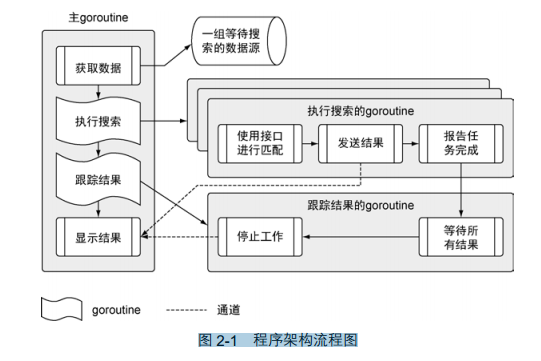 主goroutine
一组等待搜
索的数据源
获取数据
执行搜索的goroutine
执行搜索
使用接口
进行匹配
发送结果
报告任
务完成
跟踪结果
跟踪结果的goroutine
显示结果
停止工作
等待所
有结果
goroutine
通道
图 2-1 程序架构流程图